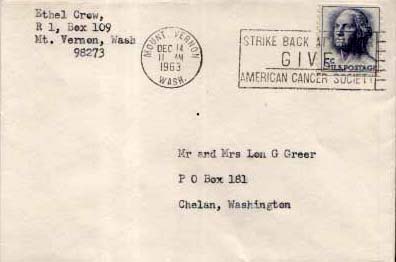 Ethel Crow,
R 1, Box 109
Mt. Vernon, Wash
98273
MOUNT VERNON
DEC 14
11 AM
1963
WASH.
STRIKE BACK
GIVE
AMERICAN CANCER SOCIETY
5c
U.S. POSTAGE
Mr and Mrs Lon G Greer
P O Box 181
Chelan, Washington